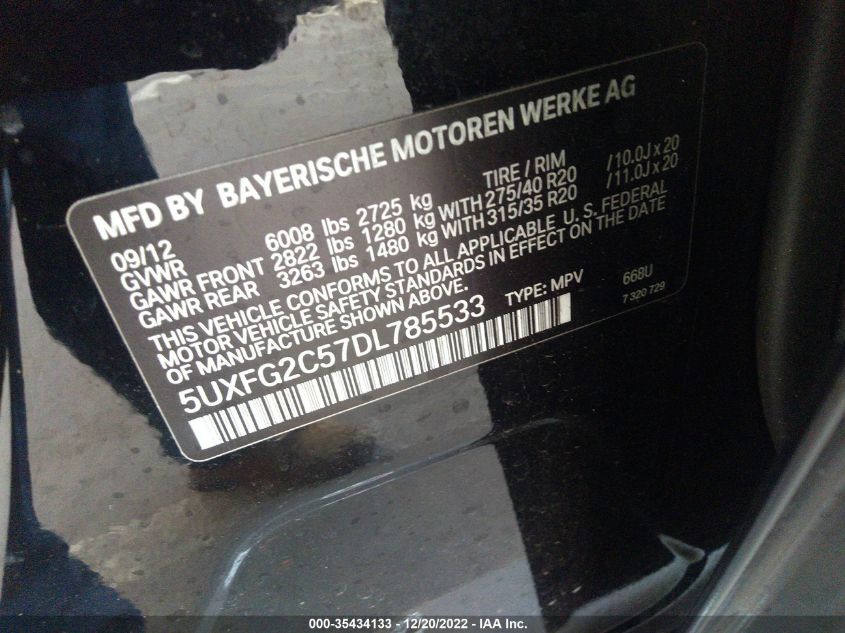 MFD BY BAYERISCHE MOTOREN WERKE AG
09/12 TIRE / RIM
GVWR 6008 lbs 2725 kg
GAWR FRONT 2822 lbs 1280 kg WITH 275/40 R20 /10.0J x 20
GAWR REAR 3263 lbs 1480 kg WITH 315/35 R20 /11.0J x 20
THIS VEHICLE CONFORMS TO ALL APPLICABLE U.S. FEDERAL
MOTOR VEHICLE SAFETY STANDARDS IN EFFECT ON THE DATE
OF MANUFACTURE SHOWN ABOVE.
5UXFG2C57DL785533 TYPE: MPV 668U
7 320 729
000-35434133 - 12/20/2022 - IAA Inc.